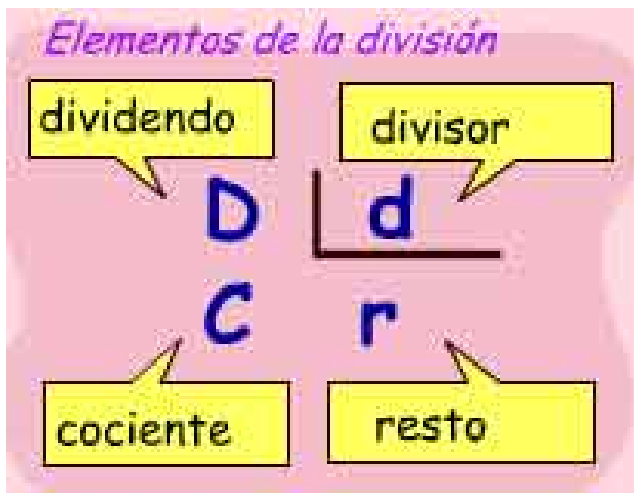 Elementos de la división
dividendo
divisor
D d
C r
cociente
resto